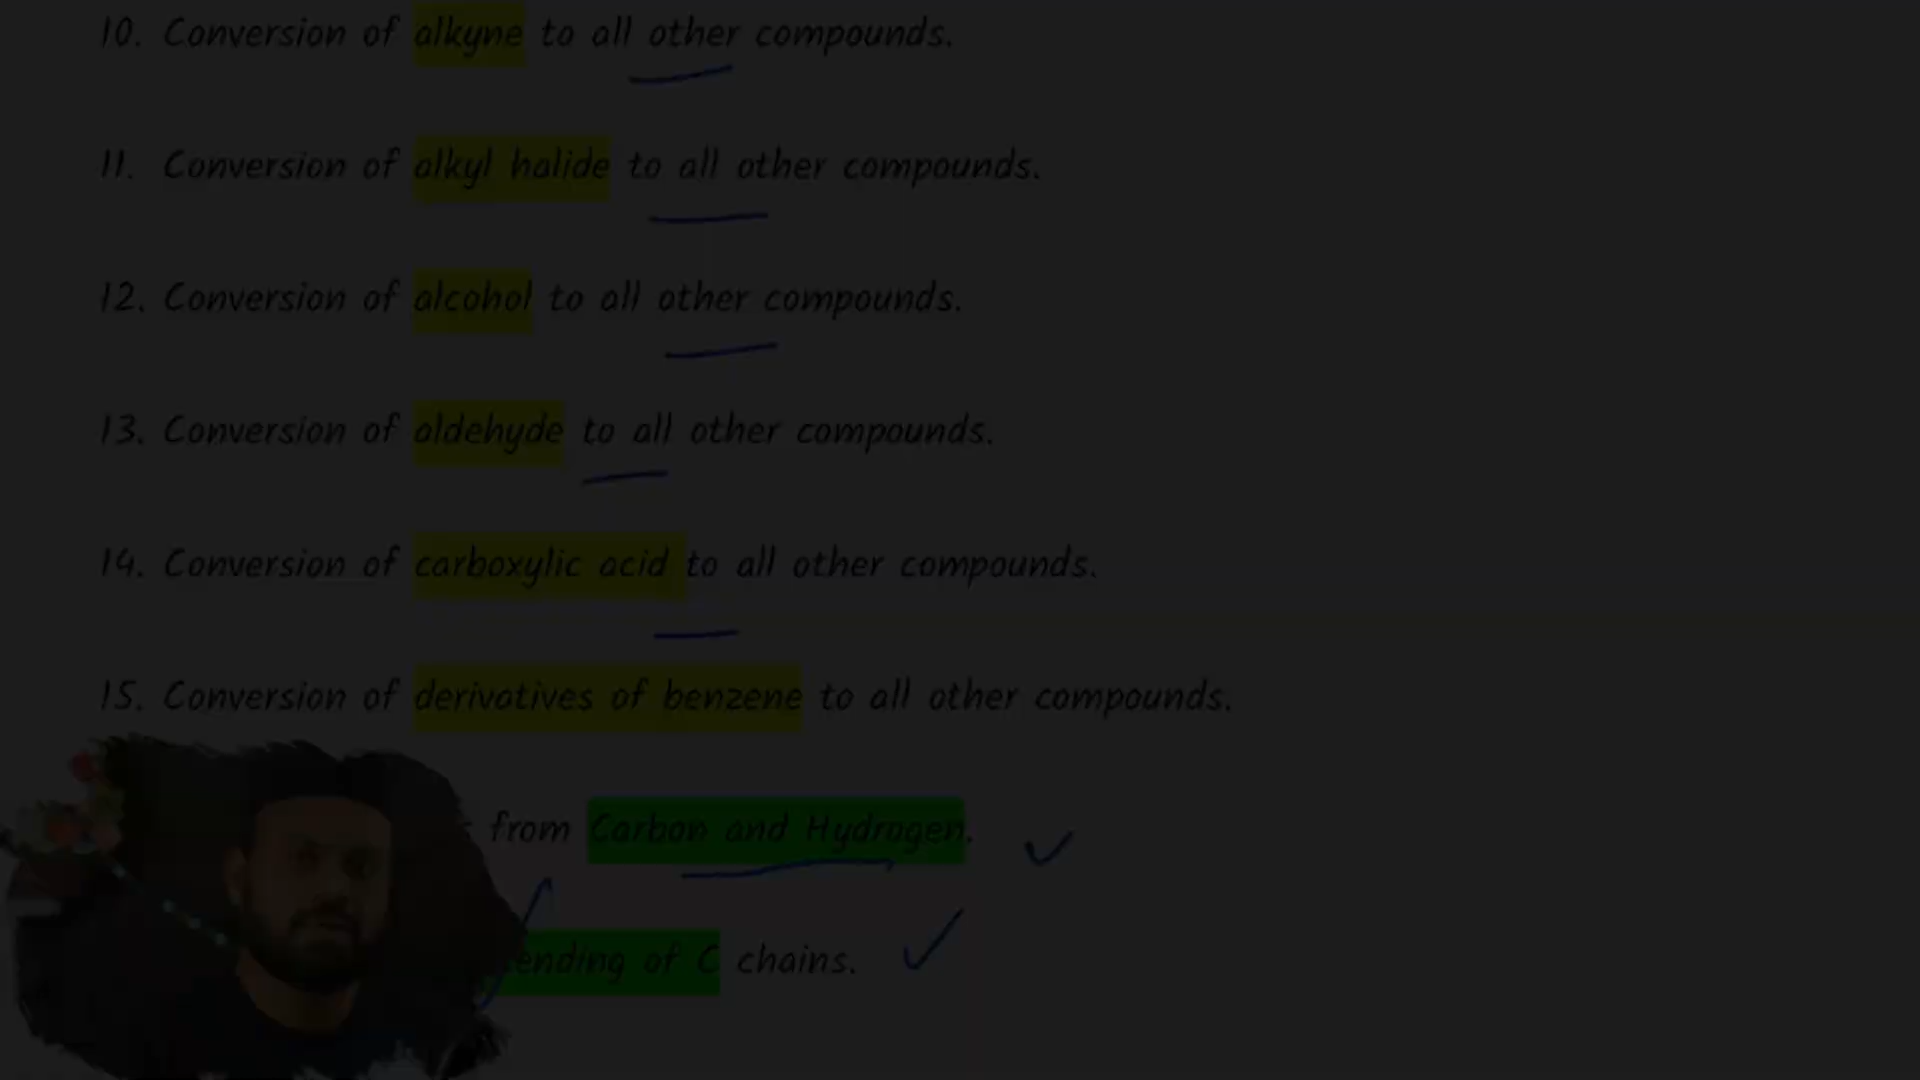 10. Conversion of alkyne to all other compounds.
11. Conversion of alkyl halide to all other compounds.
12. Conversion of alcohol to all other compounds.
13. Conversion of aldehyde to all other compounds.
14. Conversion of carboxylic acid to all other compounds.
15. Conversion of derivatives of benzene to all other compounds.
from Carbon and Hydrogen.
of C chains.